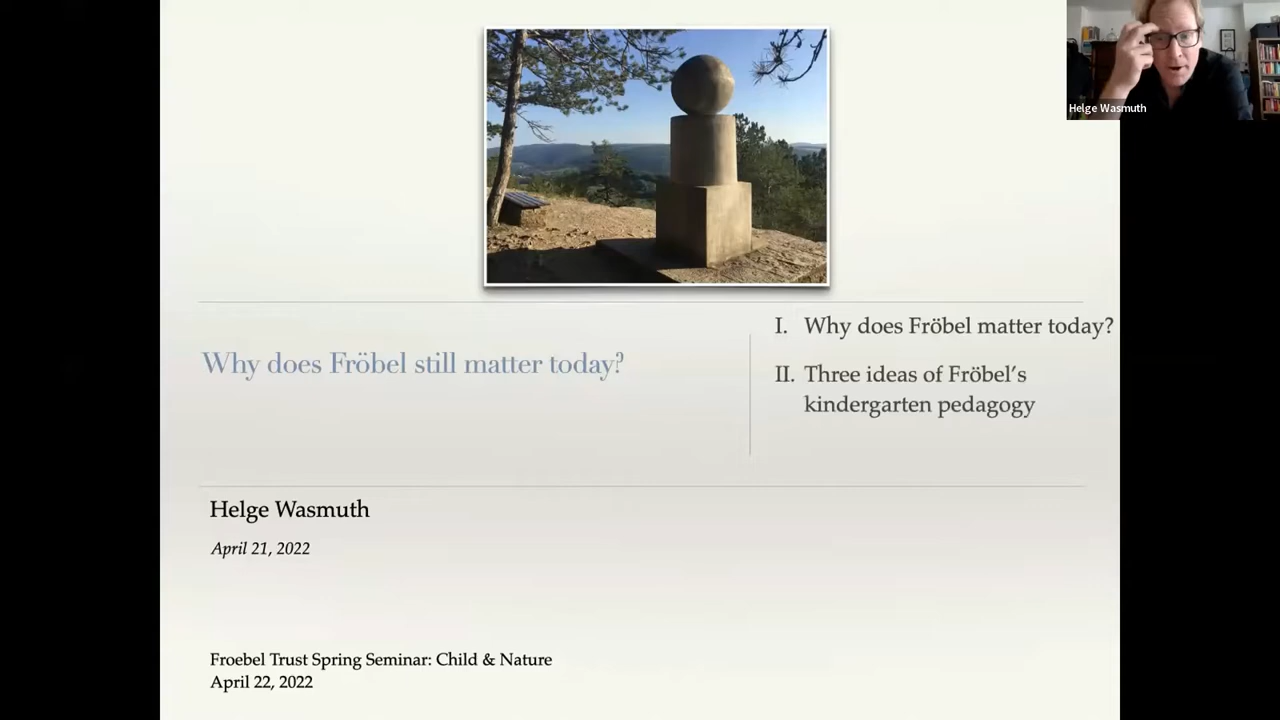 Helge Wasmuth
Why does Fröbel still matter today?
I. Why does Fröbel matter today?
II. Three ideas of Fröbel's
kindergarten pedagogy
Helge Wasmuth
April 21, 2022
Froebel Trust Spring Seminar: Child & Nature
April 22, 2022